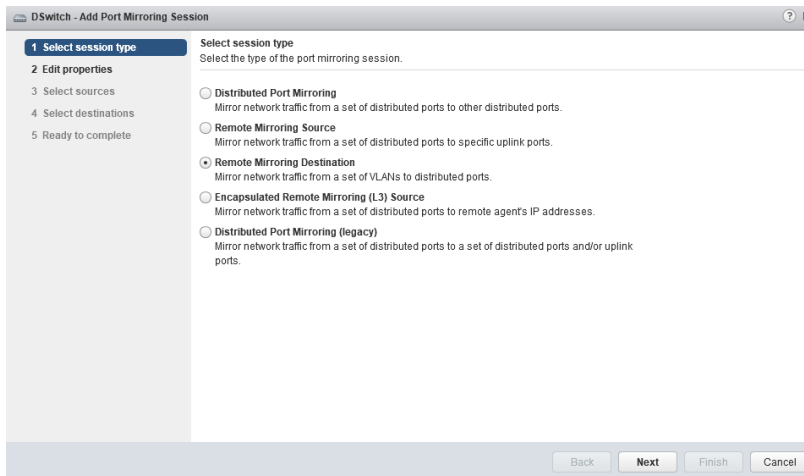 DSwitch - Add Port Mirroring Session
?
1 Select session type
2 Edit properties
3 Select sources
4 Select destinations
5 Ready to complete
Select session type
Select the type of the port mirroring session.
Distributed Port Mirroring
Mirror network traffic from a set of distributed ports to other distributed ports.
Remote Mirroring Source
Mirror network traffic from a set of distributed ports to specific uplink ports.
Remote Mirroring Destination
Mirror network traffic from a set of VLANs to distributed ports.
Encapsulated Remote Mirroring (L3) Source
Mirror network traffic from a set of distributed ports to remote agent's IP addresses.
Distributed Port Mirroring (legacy)
Mirror network traffic from a set of distributed ports to a set of distributed ports and/or uplink
ports.
Back Next Finish Cancel